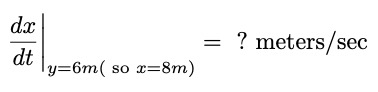 dx/dt|y=6m( so x=8m) = ? meters/sec